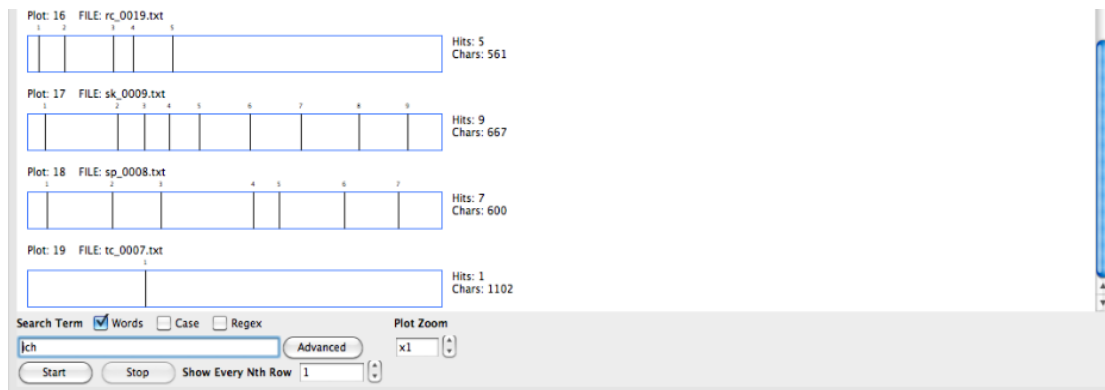 Plot: 16 FILE: rc_0019.txt
1 2 3 4 5
Hits: 5
Chars: 561
Plot: 17 FILE: sk_0009.txt
1 2 3 4 5 6 7 8 9
Hits: 9
Chars: 667
Plot: 18 FILE: sp_0008.txt
1 2 3 4 5 6 7
Hits: 7
Chars: 600
Plot: 19 FILE: tc_0007.txt
1
Hits: 1
Chars: 1102
Search Term Words Case Regex Plot Zoom
ich Advanced x1
Start Stop Show Every Nth Row 1